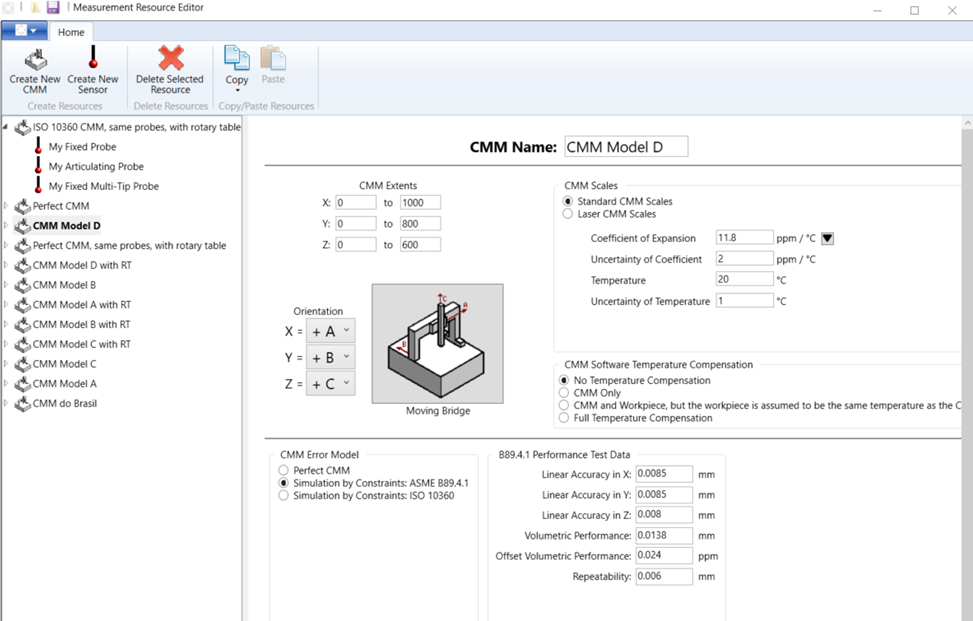 Measurement Resource Editor
Home
Create New CMM
Create New Sensor
Delete Selected Resource
Copy
Paste
Create Resources
Delete Resources
Copy/Paste Resources
ISO 10360 CMM, same probes, with rotary table
My Fixed Probe
My Articulating Probe
My Fixed Multi-Tip Probe
Perfect CMM
CMM Model D
Perfect CMM, same probes, with rotary table
CMM Model D with RT
CMM Model B
CMM Model A with RT
CMM Model B with RT
CMM Model C with RT
CMM Model C
CMM Model A
CMM do Brasil
CMM Name: CMM Model D
CMM Extents
X: 0 to 1000
Y: 0 to 800
Z: 0 to 600
Orientation
X = + A
Y = + B
Z = + C
C
A
B
Moving Bridge
CMM Scales
Standard CMM Scales
Laser CMM Scales
Coefficient of Expansion 11.8 ppm / °C
Uncertainty of Coefficient 2 ppm / °C
Temperature 20 °C
Uncertainty of Temperature 1 °C
CMM Software Temperature Compensation
No Temperature Compensation
CMM Only
CMM and Workpiece, but the workpiece is assumed to be the same temperature as the C
Full Temperature Compensation
CMM Error Model
Perfect CMM
Simulation by Constraints: ASME B89.4.1
Simulation by Constraints: ISO 10360
B89.4.1 Performance Test Data
Linear Accuracy in X: 0.0085 mm
Linear Accuracy in Y: 0.0085 mm
Linear Accuracy in Z: 0.008 mm
Volumetric Performance: 0.0138 mm
Offset Volumetric Performance: 0.024 ppm
Repeatability: 0.006 mm